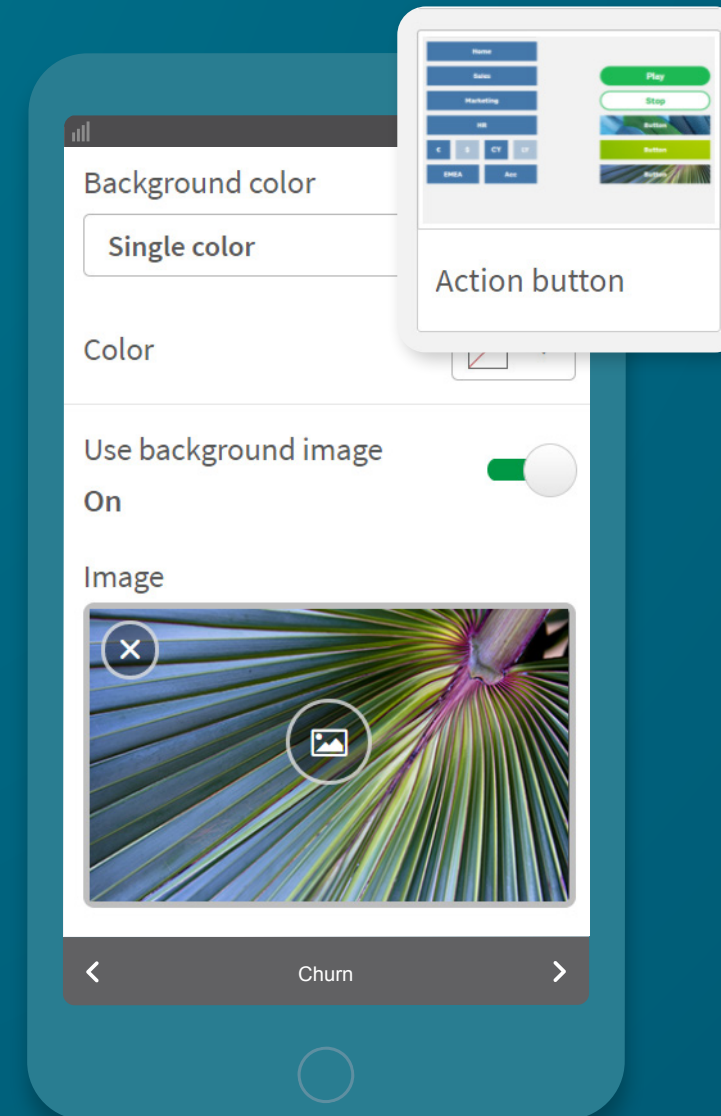 Home
Sales
Marketing
HR
€ $ CY CP
EMEA Acc
Play
Stop
Button
Button
Button
Action button
Background color
Single color
Color
Use background image
On
Image
Churn